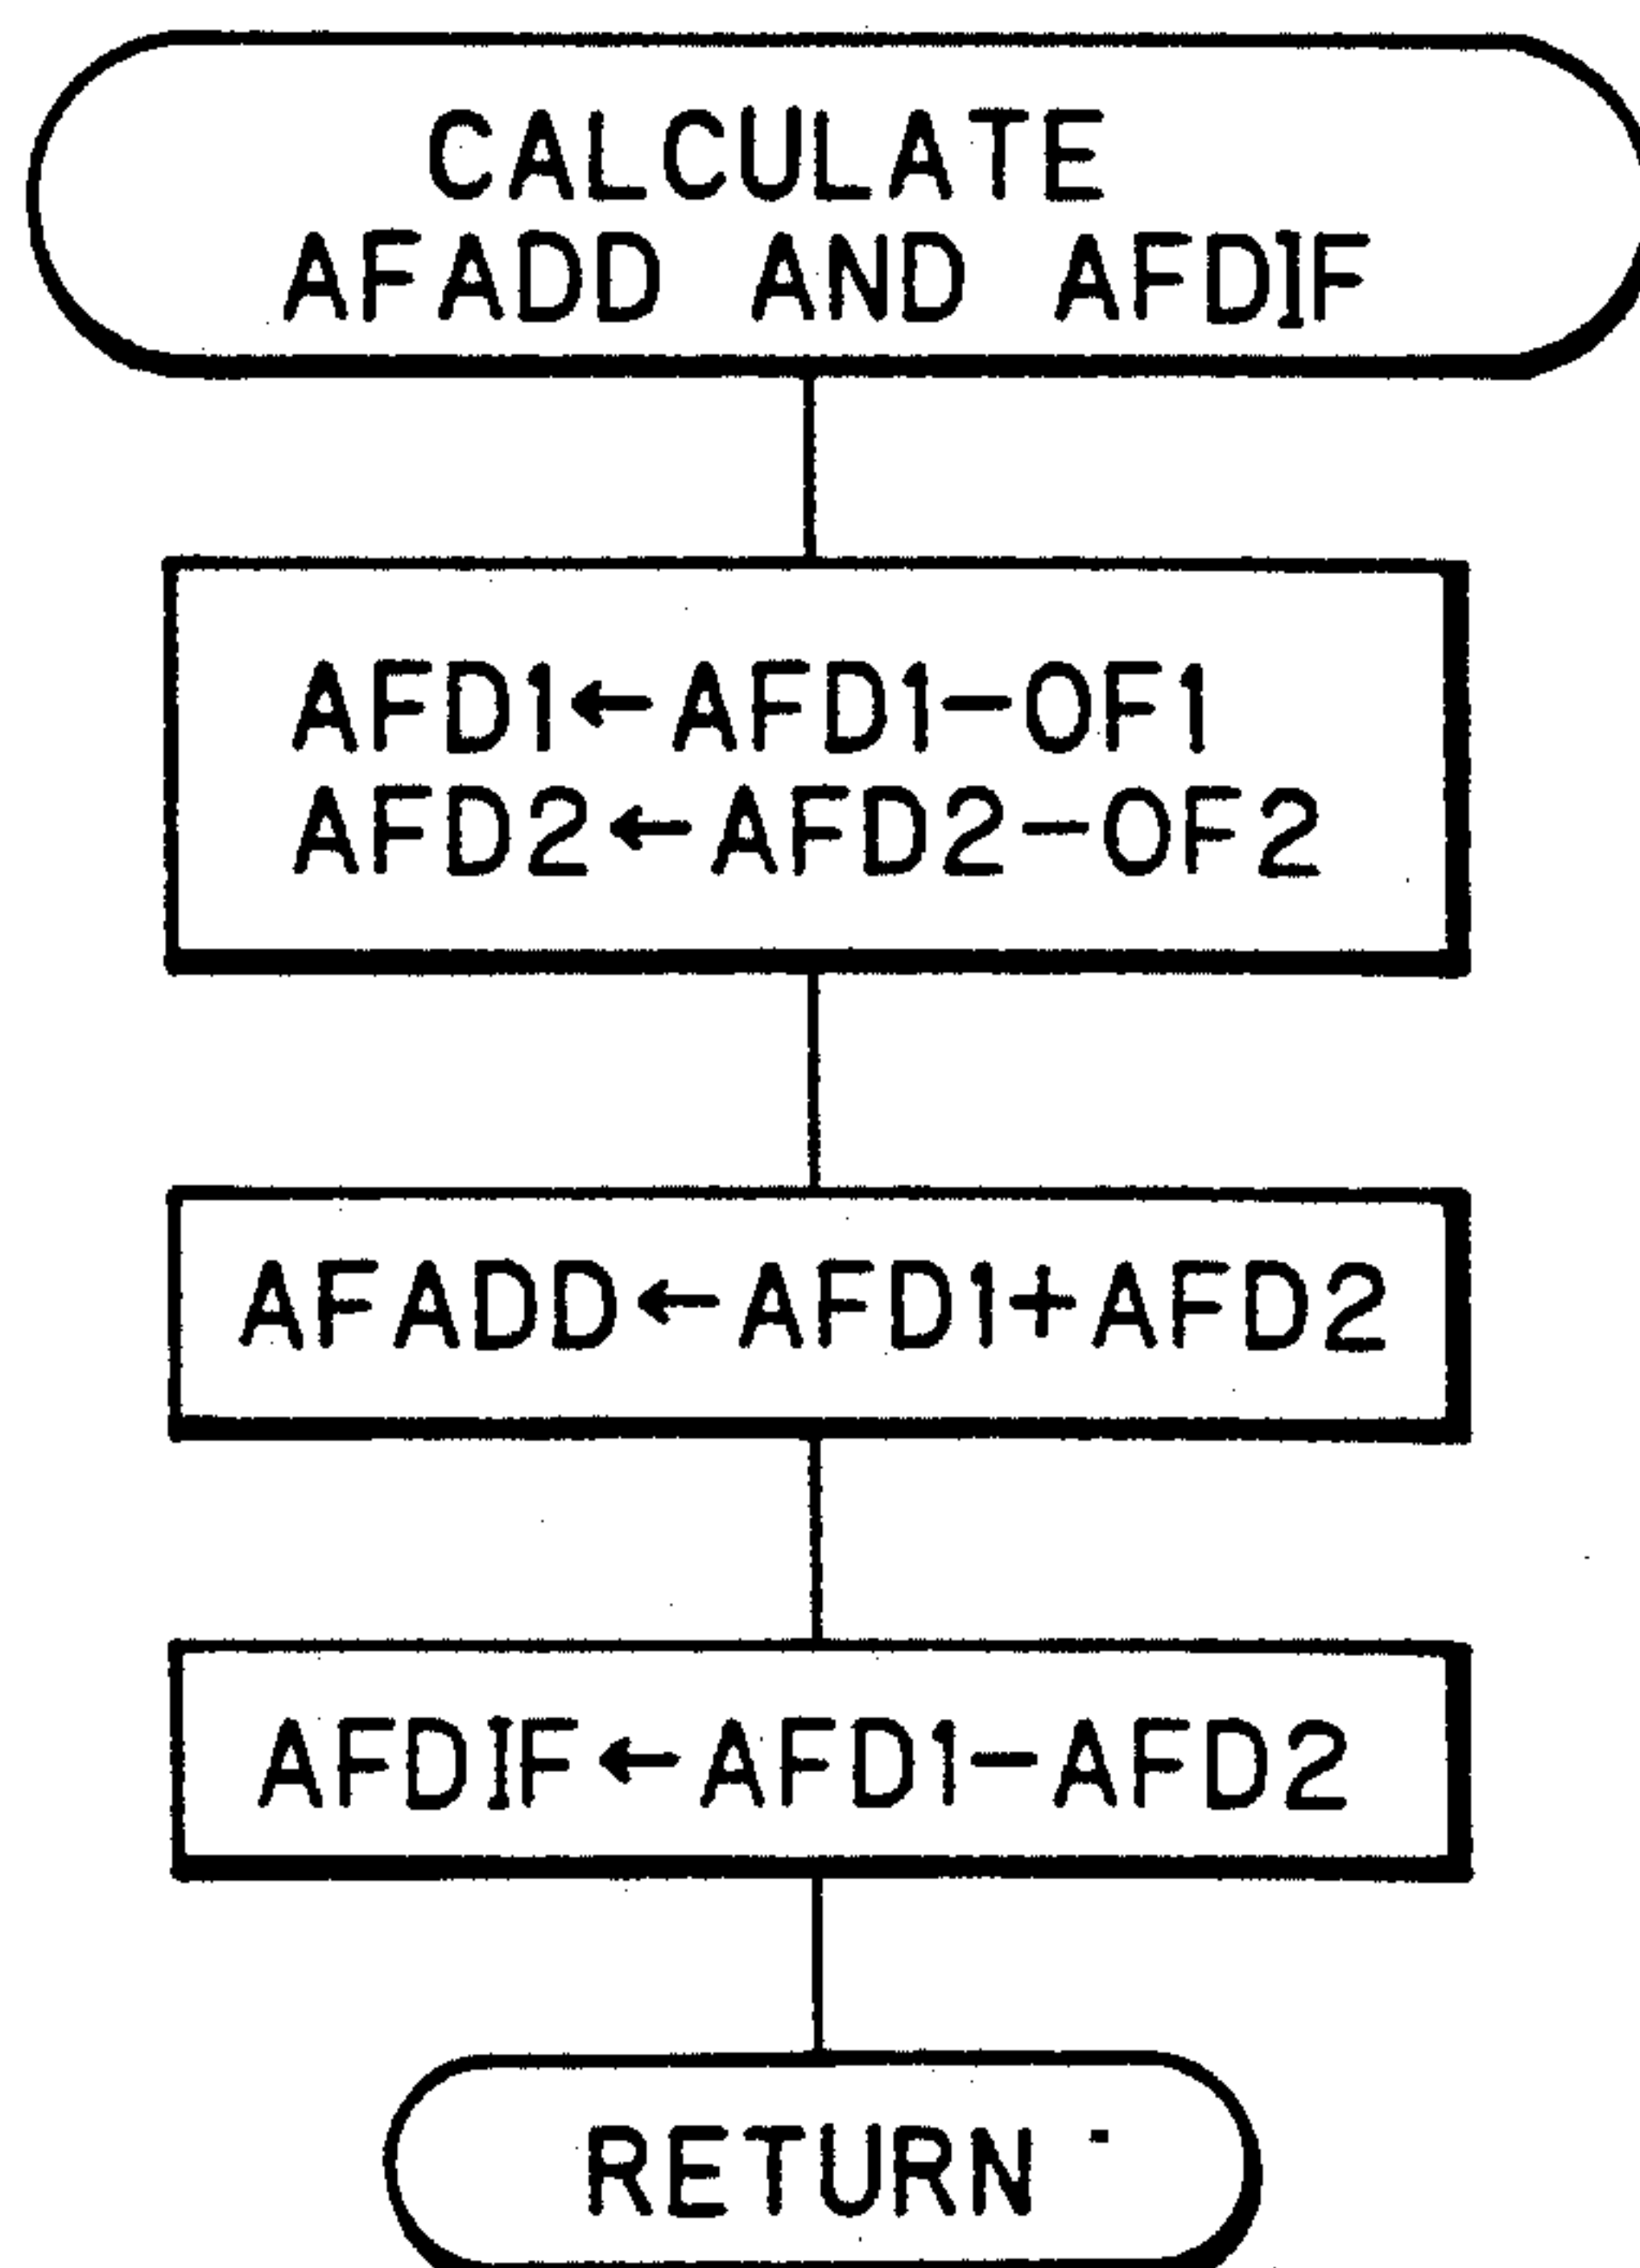 CALCULATE
AFADD AND AFDIF
AFD1←AFD1−OF1
AFD2←AFD2−OF2
AFADD←AFD1+AFD2
AFDIF←AFD1−AFD2
RETURN